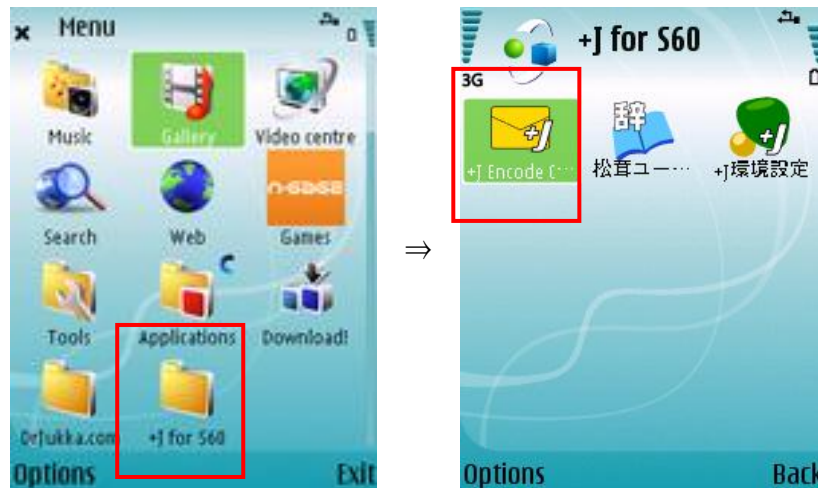 Menu
Music
Gallery
Video centre
Search
Web
n-gage
Games
Tools
Applications
Download!
DrJukka.com
+J for S60
Options
Exit
⇒
+J for S60
3G
辞
+J
+J
+J Encode C…
松茸ユー…
+J環境設定
Options
Back